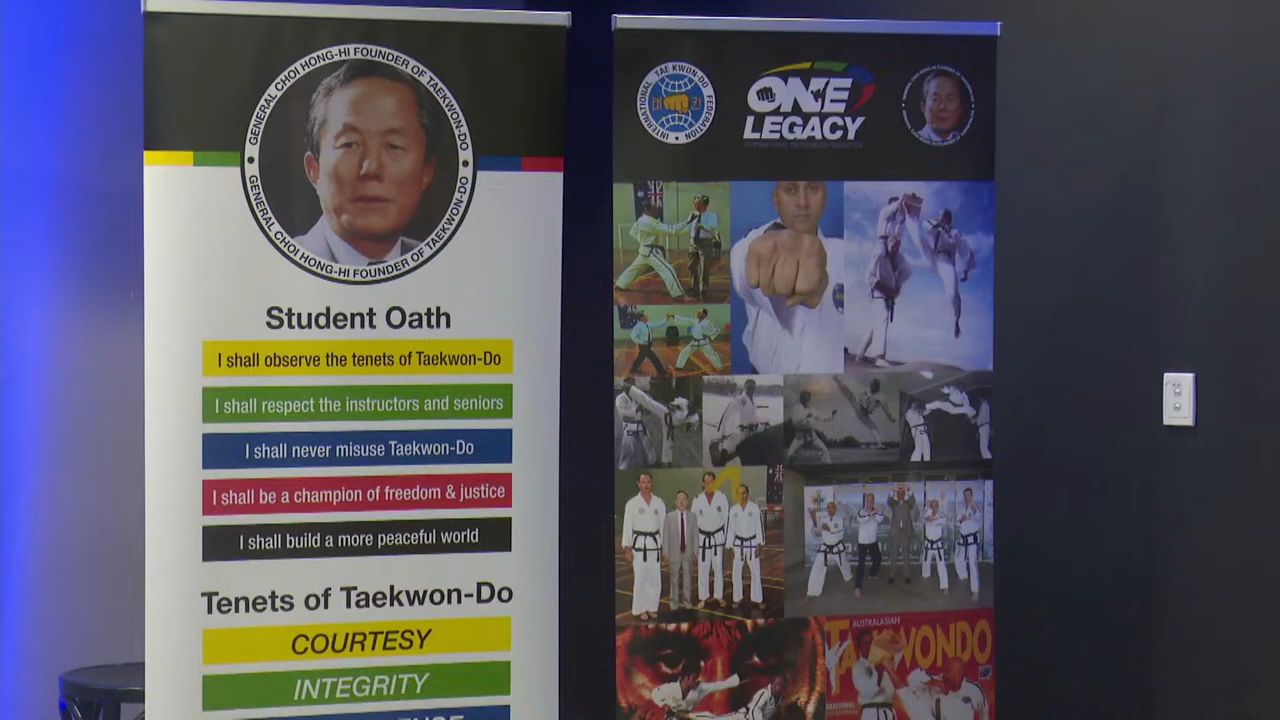 GENERAL CHOI HONG-HI FOUNDER OF TAEKWON-DO
GENERAL CHOI HONG-HI FOUNDER OF TAEKWON-DO
Student Oath
I shall observe the tenets of Taekwon-Do
I shall respect the instructors and seniors
I shall never misuse Taekwon-Do
I shall be a champion of freedom & justice
I shall build a more peaceful world
Tenets of Taekwon-Do
COURTESY
INTEGRITY
INTERNATIONAL TAE KWON-DO FEDERATION
ONE
LEGACY
AUSTRALASIAN
TAEKWONDO